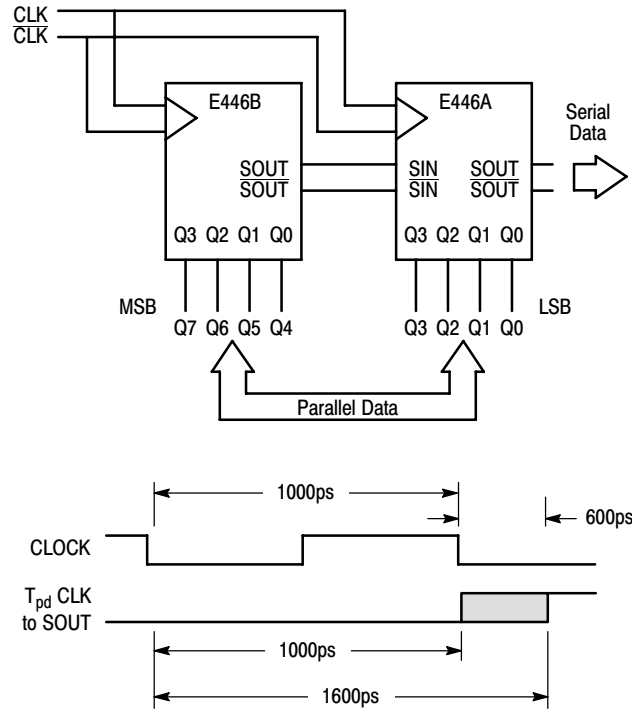 CLK
CLK
E446B
E446A
Serial
Data
SOUT
SOUT
SIN
SIN
SOUT
SOUT
Q3 Q2 Q1 Q0
Q3 Q2 Q1 Q0
MSB
LSB
Q7 Q6 Q5 Q4
Q3 Q2 Q1 Q0
Parallel Data
1000ps
600ps
CLOCK
Tpd CLK
to SOUT
1000ps
1600ps